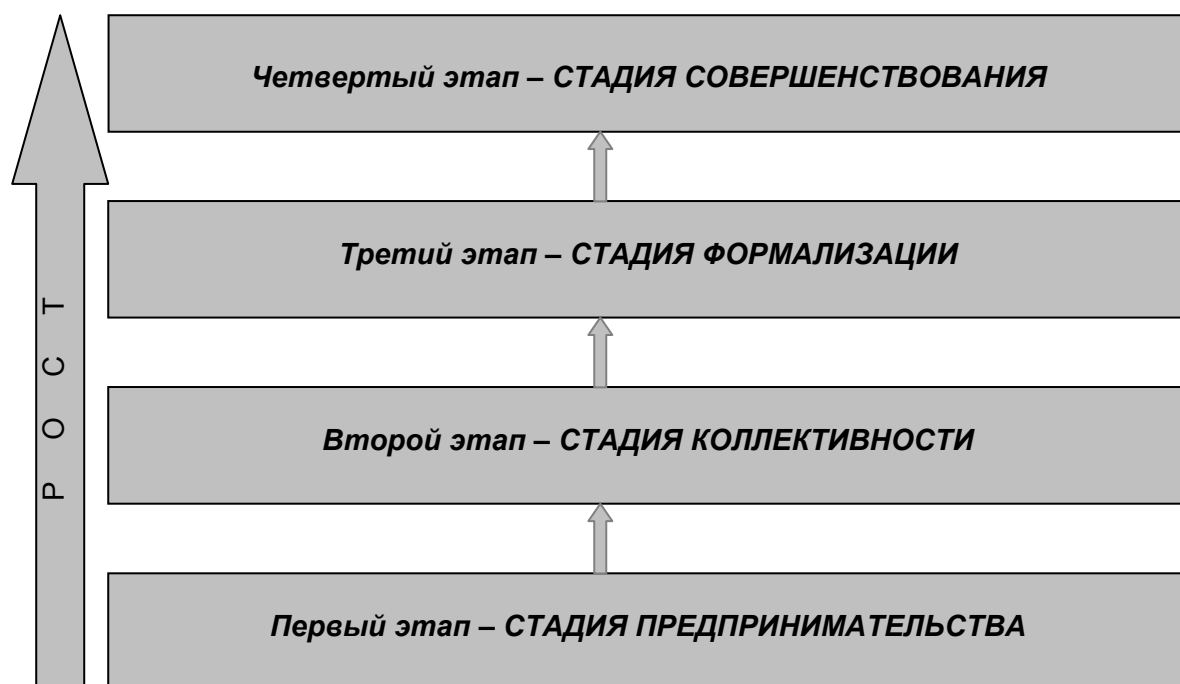 Четвертый этап – СТАДИЯ СОВЕРШЕНСТВОВАНИЯ
Третий этап – СТАДИЯ ФОРМАЛИЗАЦИИ
Второй этап – СТАДИЯ КОЛЛЕКТИВНОСТИ
Первый этап – СТАДИЯ ПРЕДПРИНИМАТЕЛЬСТВА
Р О С Т